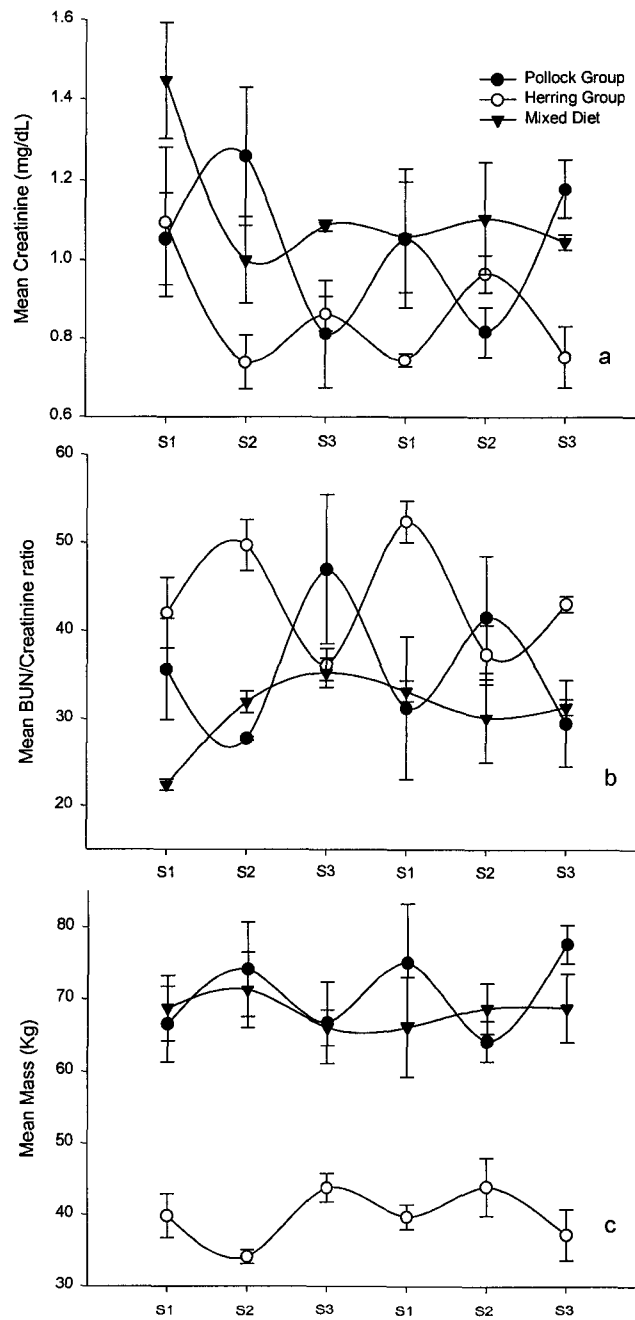 1.6
1.4
1.2
1.0
0.8
0.6
Mean Creatinine (mg/dL)
Pollock Group
Herring Group
Mixed Diet
a
S1 S2 S3 S1 S2 S3
60
50
40
30
20
Mean BUN/Creatinine ratio
b
S1 S2 S3 S1 S2 S3
80
70
60
50
40
30
Mean Mass (Kg)
c
S1 S2 S3 S1 S2 S3